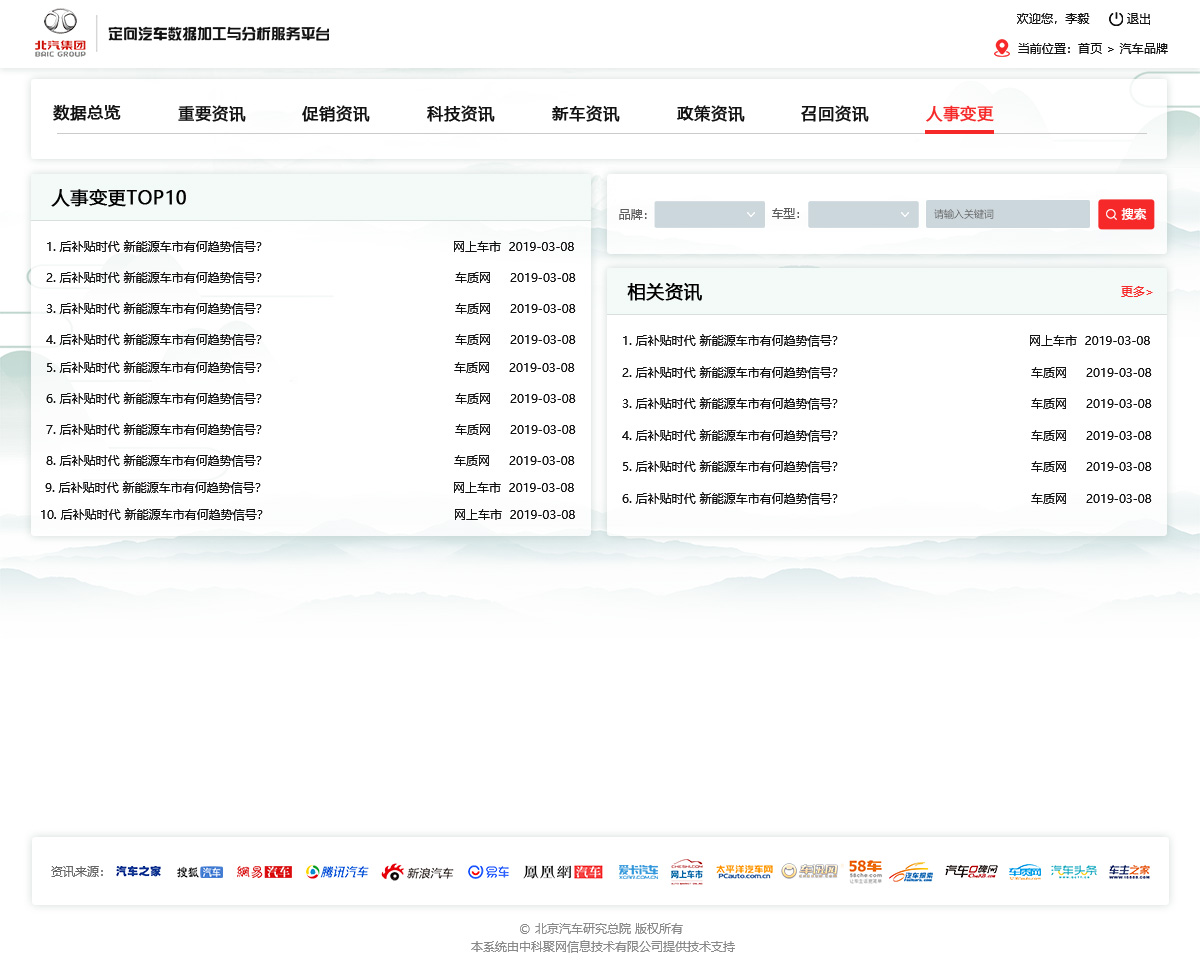 北汽集团
BAIC GROUP
定向汽车数据加工与分析服务平台
欢迎您，李毅 退出
当前位置：首页 > 汽车品牌
数据总览 重要资讯 促销资讯 科技资讯 新车资讯 政策资讯 召回资讯 人事变更
人事变更TOP10
1. 后补贴时代 新能源车市有何趋势信号? 网上车市 2019-03-08
2. 后补贴时代 新能源车市有何趋势信号? 车质网 2019-03-08
3. 后补贴时代 新能源车市有何趋势信号? 车质网 2019-03-08
4. 后补贴时代 新能源车市有何趋势信号? 车质网 2019-03-08
5. 后补贴时代 新能源车市有何趋势信号? 车质网 2019-03-08
6. 后补贴时代 新能源车市有何趋势信号? 车质网 2019-03-08
7. 后补贴时代 新能源车市有何趋势信号? 车质网 2019-03-08
8. 后补贴时代 新能源车市有何趋势信号? 车质网 2019-03-08
9. 后补贴时代 新能源车市有何趋势信号? 网上车市 2019-03-08
10. 后补贴时代 新能源车市有何趋势信号? 网上车市 2019-03-08
品牌： 车型： 请输入关键词 搜索
相关资讯 更多>
1. 后补贴时代 新能源车市有何趋势信号? 网上车市 2019-03-08
2. 后补贴时代 新能源车市有何趋势信号? 车质网 2019-03-08
3. 后补贴时代 新能源车市有何趋势信号? 车质网 2019-03-08
4. 后补贴时代 新能源车市有何趋势信号? 车质网 2019-03-08
5. 后补贴时代 新能源车市有何趋势信号? 车质网 2019-03-08
6. 后补贴时代 新能源车市有何趋势信号? 车质网 2019-03-08
资讯来源： 汽车之家 搜狐汽车 網易汽车 腾讯汽车 新浪汽车 易车 鳳凰網汽车 爱卡汽车 网上车市 太平洋汽车网 PCauto.com.cn 58车 58che.com 汽车探索 汽车口碑网 车质网 汽车头条 车主之家
© 北京汽车研究总院 版权所有
本系统由中科聚网信息技术有限公司提供技术支持